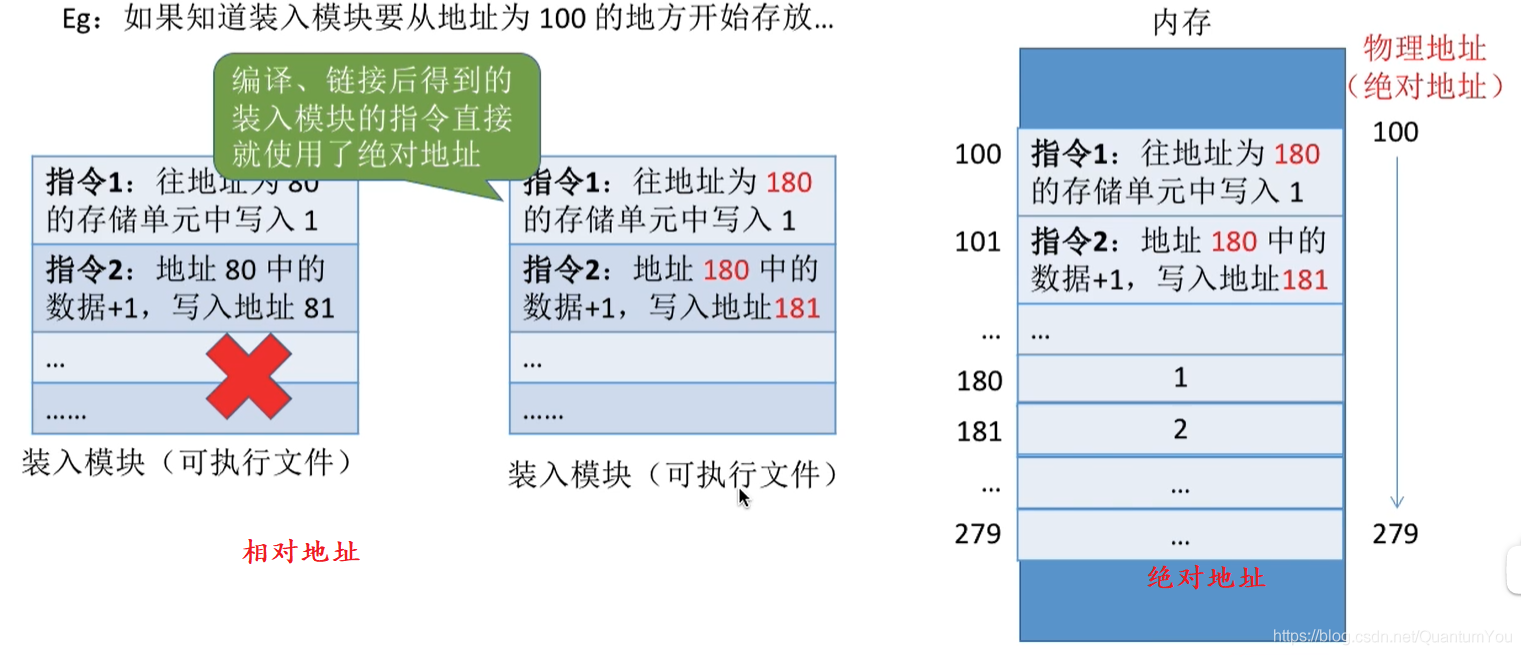 Eg：如果知道装入模块要从地址为 100 的地方开始存放…
编译、链接后得到的
装入模块的指令直接
就使用了绝对地址
指令1：往地址为 80
的存储单元中写入 1
指令2：地址 80 中的
数据+1，写入地址 81
…
……
装入模块（可执行文件）
相对地址
指令1：往地址为 180
的存储单元中写入 1
指令2：地址 180 中的
数据+1，写入地址181
…
……
装入模块（可执行文件）
内存
物理地址
（绝对地址）
100
100
指令1：往地址为 180
的存储单元中写入 1
101
指令2：地址 180 中的
数据+1，写入地址181
…
…
180
1
181
2
…
…
279
…
279
绝对地址
https://blog.csdn.net/QuantumYou